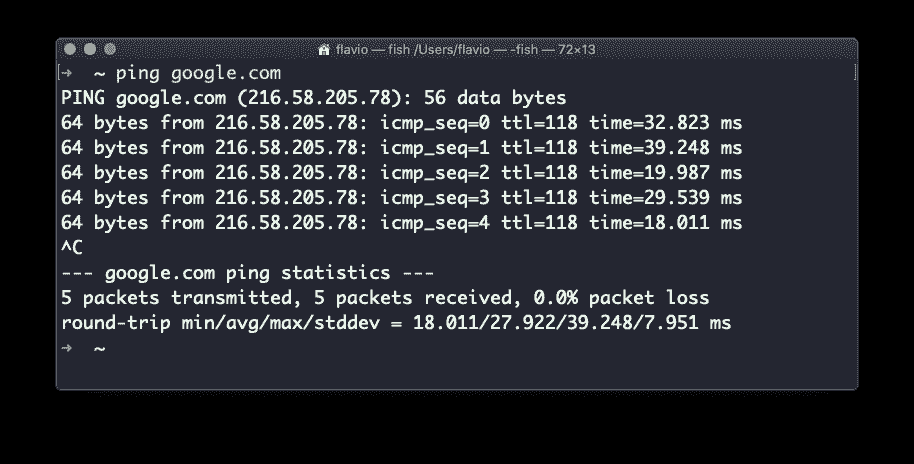 flavio — fish /Users/flavio — -fish — 72×13
➜  ~ ping google.com
PING google.com (216.58.205.78): 56 data bytes
64 bytes from 216.58.205.78: icmp_seq=0 ttl=118 time=32.823 ms
64 bytes from 216.58.205.78: icmp_seq=1 ttl=118 time=39.248 ms
64 bytes from 216.58.205.78: icmp_seq=2 ttl=118 time=19.987 ms
64 bytes from 216.58.205.78: icmp_seq=3 ttl=118 time=29.539 ms
64 bytes from 216.58.205.78: icmp_seq=4 ttl=118 time=18.011 ms
^C
--- google.com ping statistics ---
5 packets transmitted, 5 packets received, 0.0% packet loss
round-trip min/avg/max/stddev = 18.011/27.922/39.248/7.951 ms
➜  ~